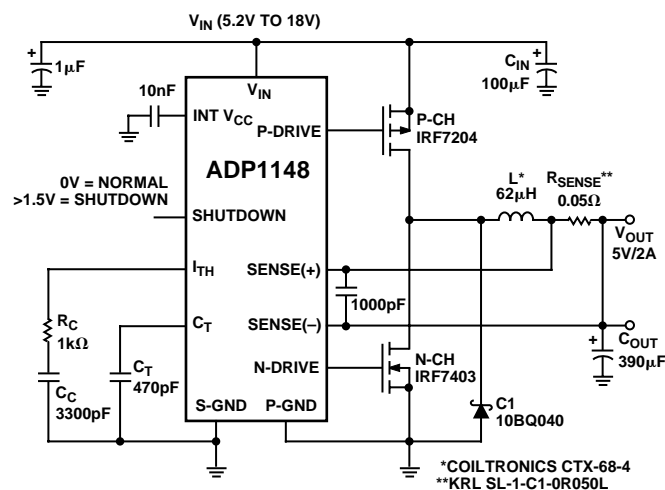 V_IN (5.2V TO 18V)
+
1µF
10nF
V_IN
INT V_CC
P-DRIVE
ADP1148
P-CH
IRF7204
+
C_IN
100µF
0V = NORMAL
>1.5V = SHUTDOWN
SHUTDOWN
L*
62µH
R_SENSE**
0.05Ω
V_OUT
5V/2A
I_TH
SENSE(+)
1000pF
R_C
1kΩ
C_T
SENSE(–)
C_T
470pF
C_C
3300pF
N-DRIVE
N-CH
IRF7403
+
C_OUT
390µF
S-GND
P-GND
C1
10BQ040
*COILTRONICS CTX-68-4
**KRL SL-1-C1-0R050L